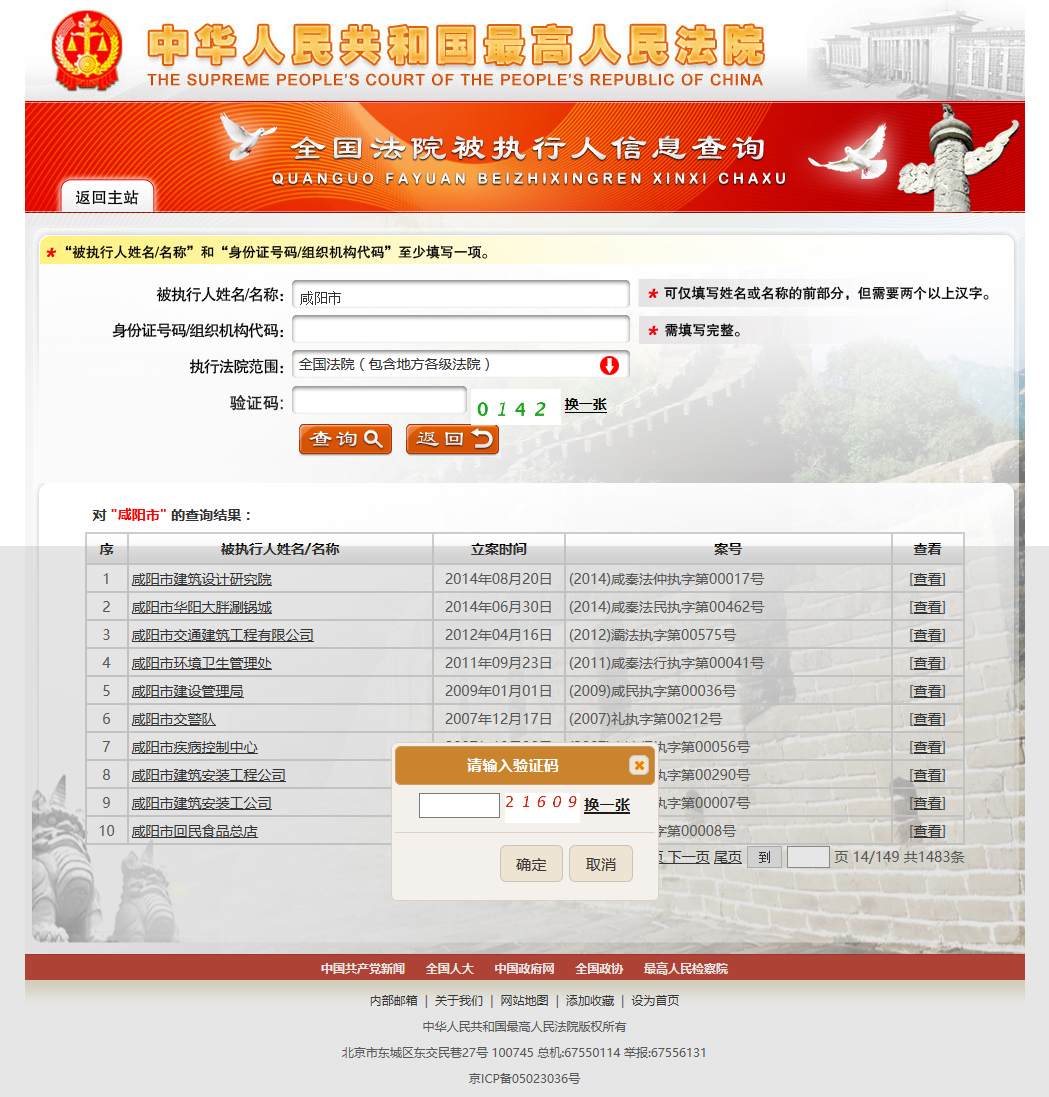 中华人民共和国最高人民法院
THE SUPREME PEOPLE'S COURT OF THE PEOPLE'S REPUBLIC OF CHINA
全国法院被执行人信息查询
QUANGUO FAYUAN BEIZHIXINGREN XINXI CHAXU
返回主站
* “被执行人姓名/名称”和“身份证号码/组织机构代码”至少填写一项。
被执行人姓名/名称: 咸阳市 * 可仅填写姓名或名称的前部分，但需要两个以上汉字。
身份证号码/组织机构代码: * 需填写完整。
执行法院范围: 全国法院（包含地方各级法院）
验证码: 0142 换一张
查询 返回
对 "咸阳市" 的查询结果：
序 被执行人姓名/名称 立案时间 案号 查看
1 咸阳市建筑设计研究院 2014年08月20日 (2014)咸秦法仲执字第00017号 [查看]
2 咸阳市华阳大胖涮锅城 2014年06月30日 (2014)咸秦法民执字第00462号 [查看]
3 咸阳市交通建筑工程有限公司 2012年04月16日 (2012)灞法执字第00575号 [查看]
4 咸阳市环境卫生管理处 2011年09月23日 (2011)咸秦法行执字第00041号 [查看]
5 咸阳市建设管理局 2009年01月01日 (2009)咸民执字第00036号 [查看]
6 咸阳市交警队 2007年12月17日 (2007)礼执字第00212号 [查看]
7 咸阳市疾病控制中心 执字第00056号 [查看]
8 咸阳市建筑安装工程公司 执字第00290号 [查看]
9 咸阳市建筑安装工公司 执字第00007号 [查看]
10 咸阳市回民食品总店 字第00008号 [查看]
请输入验证码
21609 换一张
确定 取消
下一页 尾页 到 页 14/149 共1483条
中国共产党新闻 全国人大 中国政府网 全国政协 最高人民检察院
内部邮箱 | 关于我们 | 网站地图 | 添加收藏 | 设为首页
中华人民共和国最高人民法院版权所有
北京市东城区东交民巷27号 100745 总机:67550114 举报:67556131
京ICP备05023036号